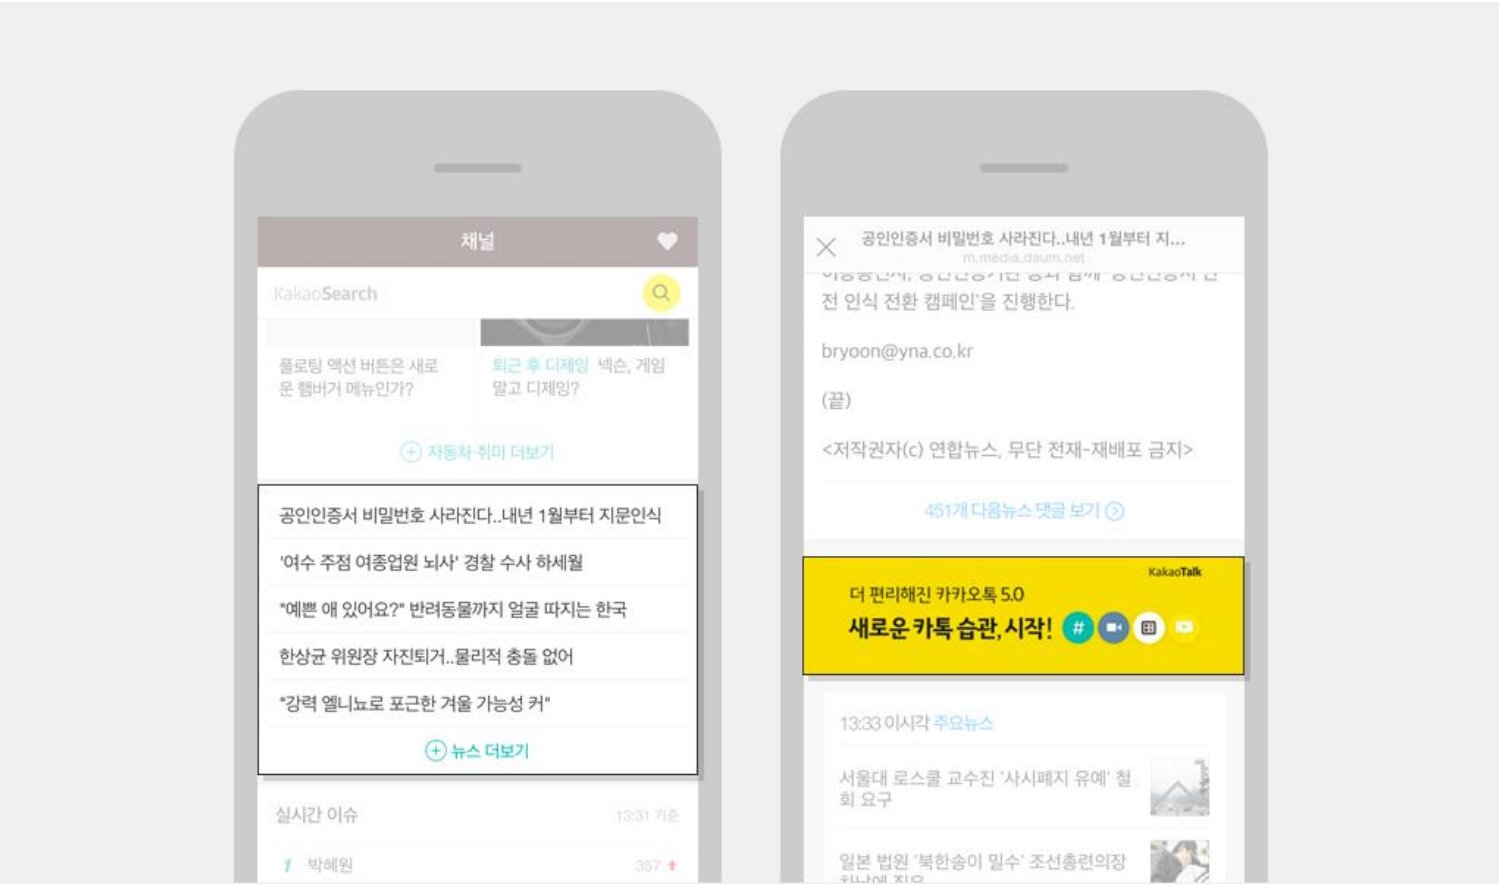 채널
KakaoSearch
플로팅 액션 버튼은 새로
운 햄버거 메뉴인가?
퇴근 후 디제잉 넥슨, 게임
말고 디제잉?
자동차·취미 더보기
공인인증서 비밀번호 사라진다..내년 1월부터 지문인식
'여수 주점 여종업원 뇌사' 경찰 수사 하세월
"예쁜 애 있어요?" 반려동물까지 얼굴 따지는 한국
한상균 위원장 자진퇴거..물리적 충돌 없어
"강력 엘니뇨로 포근한 겨울 가능성 커"
뉴스 더보기
실시간 이슈 13:31 기준
1 박혜원 357
공인인증서 비밀번호 사라진다..내년 1월부터 지...
m.media.daum.net
전 인식 전환 캠페인'을 진행한다.
bryoon@yna.co.kr
(끝)
<저작권자(c) 연합뉴스, 무단 전재-재배포 금지>
451개 다음뉴스 댓글 보기
KakaoTalk
더 편리해진 카카오톡 5.0
새로운 카톡 습관, 시작! #
13:33 이시각 주요뉴스
서울대 로스쿨 교수진 '사시폐지 유예' 철
회 요구
일본 법원 '북한송이 밀수' 조선총련의장